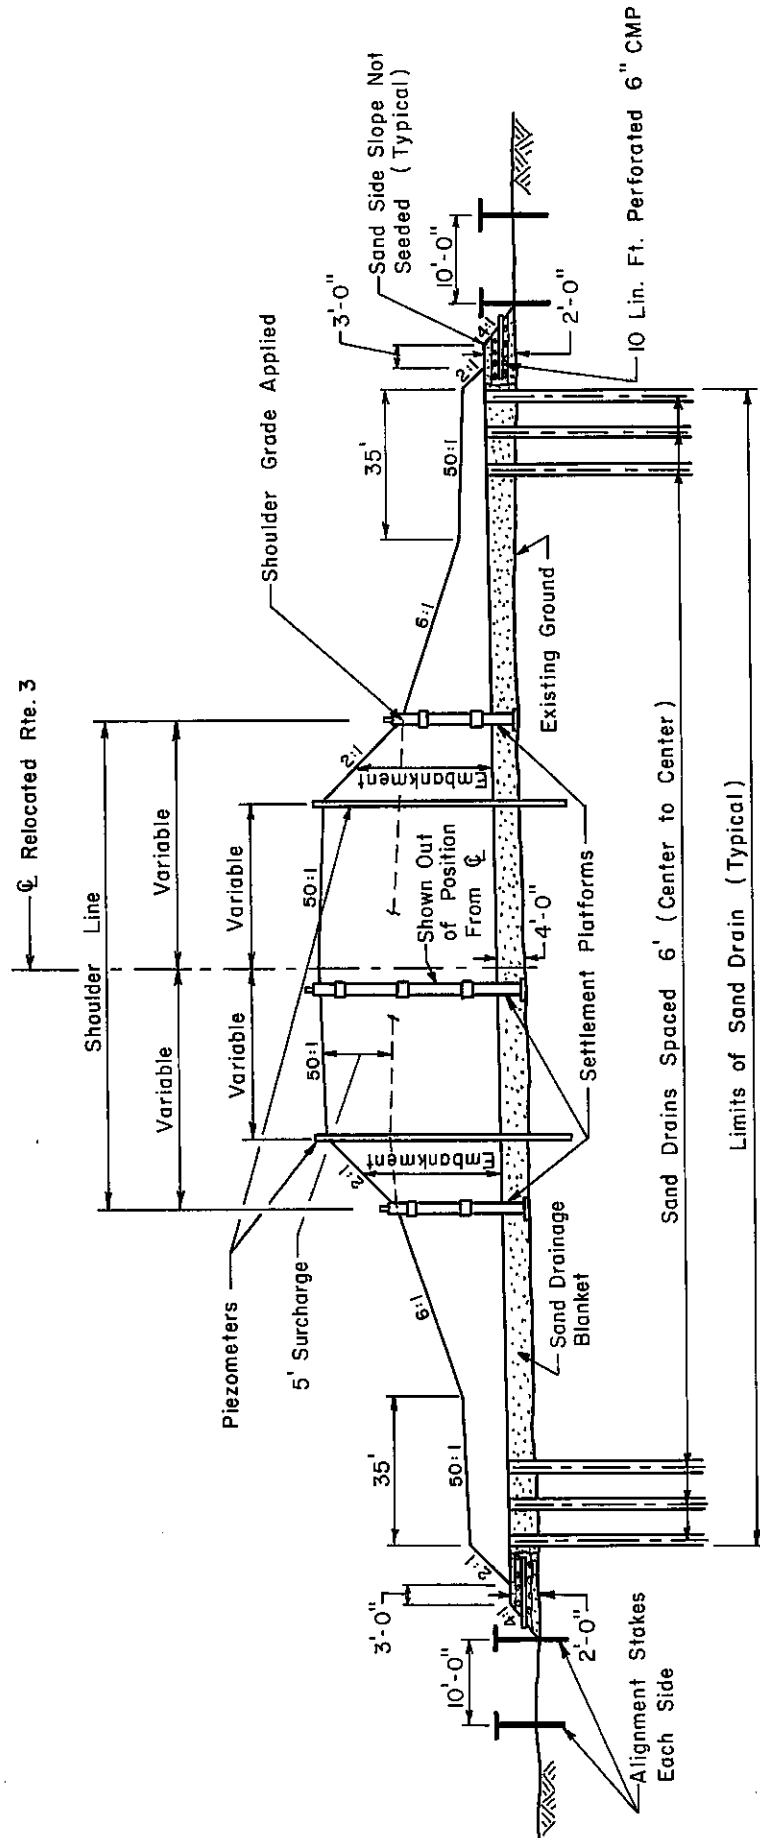 ℄ Relocated Rte. 3
Shoulder Line
Variable
Variable
Variable
Variable
Shoulder Grade Applied
Sand Side Slope Not
Seeded (Typical)
Piezometers
5' Surcharge
50:1
50:1
2:1
2:1
Embankment
Embankment
Shown Out
of Position
From ℄
6:1
6:1
35'
35'
50:1
50:1
2:1
2:1
3'-0"
3'-0"
4:1
4:1
10'-0"
10'-0"
2'-0"
2'-0"
4'-0"
Alignment Stakes
Each Side
Sand Drainage
Blanket
Settlement Platforms
Existing Ground
10 Lin. Ft. Perforated 6" CMP
Sand Drains Spaced 6' (Center to Center)
Limits of Sand Drain (Typical)